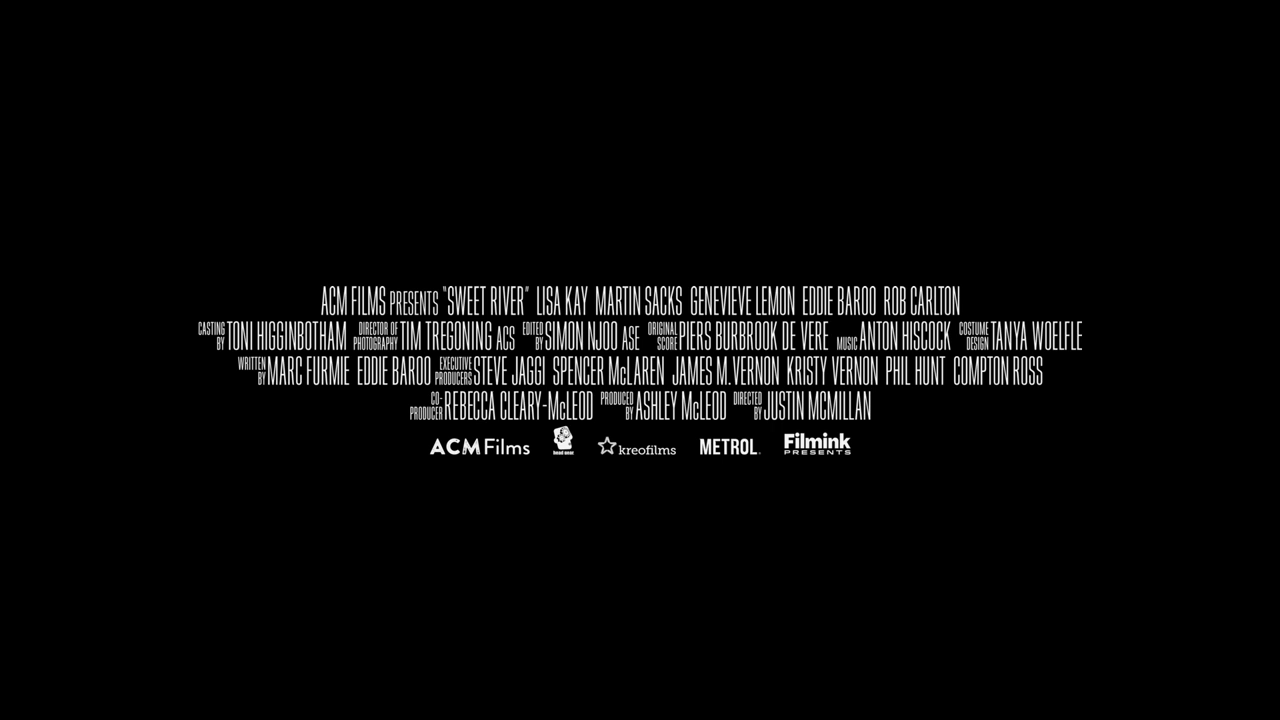 ACM FILMS PRESENTS "SWEET RIVER" LISA KAY MARTIN SACKS GENEVIEVE LEMON EDDIE BAROO ROB CARLTON
CASTING BY TONI HIGGINBOTHAM DIRECTOR OF PHOTOGRAPHY TIM TREGONING ACS EDITED BY SIMON NJOO ASE ORIGINAL SCORE PIERS BURBROOK DE VERE MUSIC ANTON HISCOCK COSTUME DESIGN TANYA WOELFLE
WRITTEN BY MARC FURMIE EDDIE BAROO EXECUTIVE PRODUCERS STEVE JAGGI SPENCER McLAREN JAMES M. VERNON KRISTY VERNON PHIL HUNT COMPTON ROSS
CO-PRODUCER REBECCA CLEARY-McLEOD PRODUCED BY ASHLEY McLEOD DIRECTED BY JUSTIN MCMILLAN
ACM Films head gear kreofilms METROL. Filmink PRESENTS